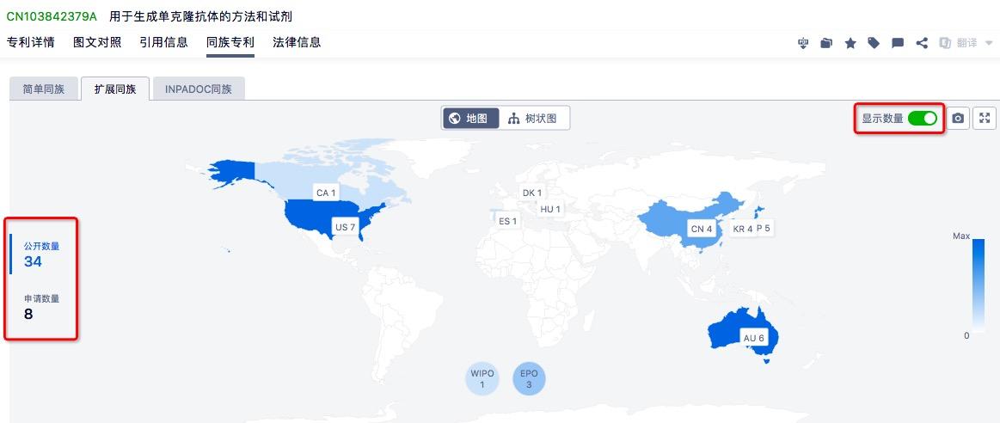 CN103842379A 用于生成单克隆抗体的方法和试剂
专利详情 图文对照 引用信息 同族专利 法律信息 翻译
简单同族 扩展同族 INPADOC同族
地图 树状图 显示数量
CA 1
DK 1
HU 1
US 7
ES 1
CN 4
KR 4
P 5
公开数量
34
申请数量
8
Max
0
AU 6
WIPO
1
EPO
3